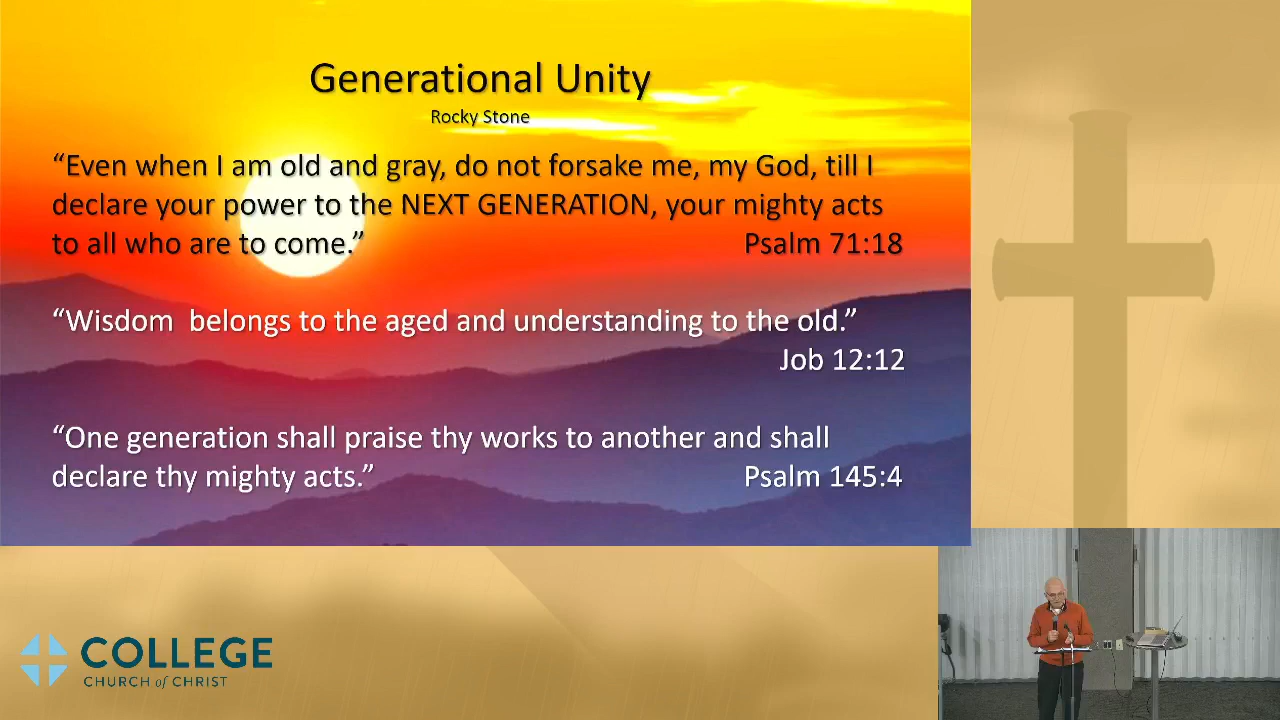 Generational Unity
Rocky Stone
“Even when I am old and gray, do not forsake me, my God, till I
declare your power to the NEXT GENERATION, your mighty acts
to all who are to come.” Psalm 71:18
“Wisdom  belongs to the aged and understanding to the old.”
Job 12:12
“One generation shall praise thy works to another and shall
declare thy mighty acts.” Psalm 145:4
COLLEGE
CHURCH of CHRIST